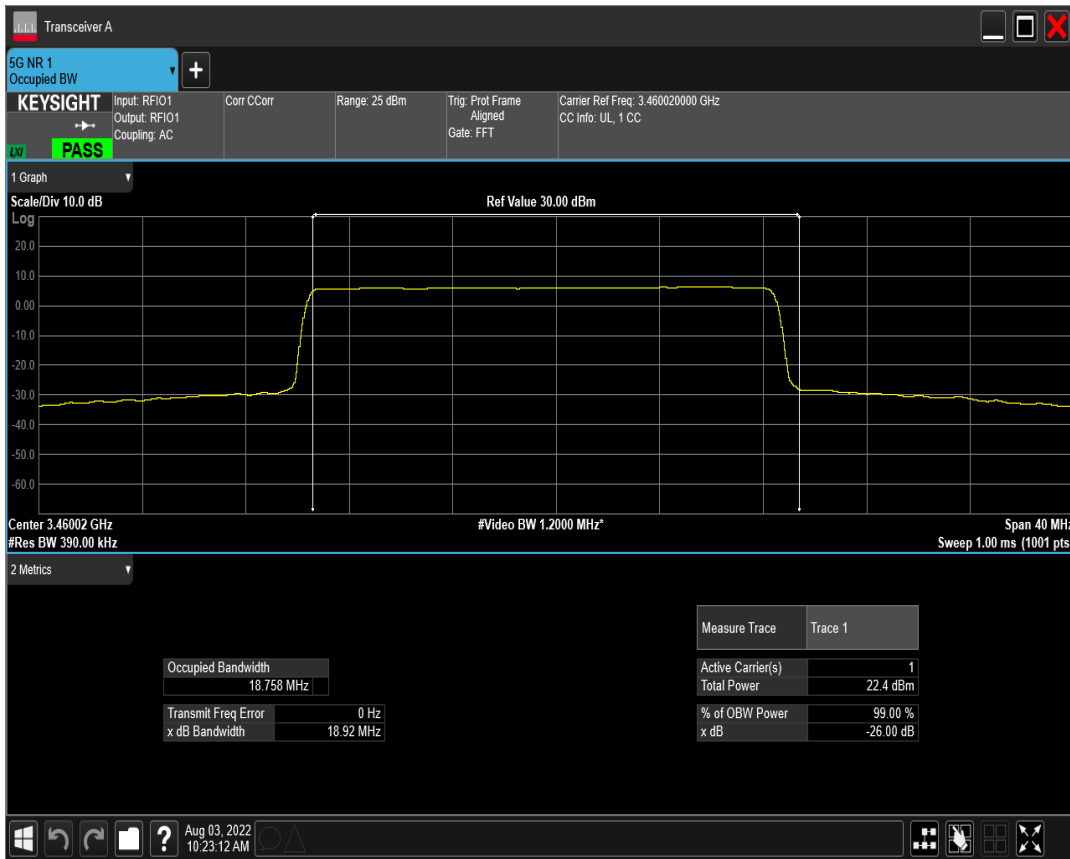 Transceiver A
5G NR 1
Occupied BW
KEYSIGHT
LXI
PASS
Input: RFIO1
Output: RFIO1
Coupling: AC
Corr CCorr
Range: 25 dBm
Trig: Prot Frame
Aligned
Gate: FFT
Carrier Ref Freq: 3.460020000 GHz
CC Info: UL, 1 CC
1 Graph
Scale/Div 10.0 dB
Ref Value 30.00 dBm
Log
20.0
10.0
0.00
-10.0
-20.0
-30.0
-40.0
-50.0
-60.0
Center 3.46002 GHz
#Video BW 1.2000 MHz*
Span 40 MHz
#Res BW 390.00 kHz
Sweep 1.00 ms (1001 pts
2 Metrics
Measure Trace Trace 1
Occupied Bandwidth
18.758 MHz
Active Carrier(s) 1
Total Power 22.4 dBm
Transmit Freq Error 0 Hz
x dB Bandwidth 18.92 MHz
% of OBW Power 99.00 %
x dB -26.00 dB
?
Aug 03, 2022
10:23:12 AM